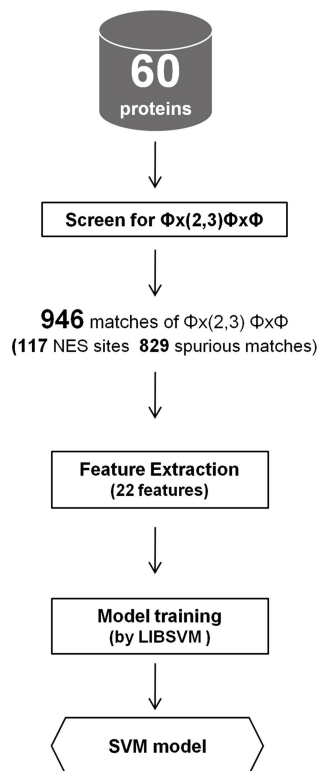 60
proteins
Screen for Φx(2,3)ΦxΦ
946 matches of Φx(2,3) ΦxΦ
(117 NES sites 829 spurious matches)
Feature Extraction
(22 features)
Model training
(by LIBSVM )
SVM model